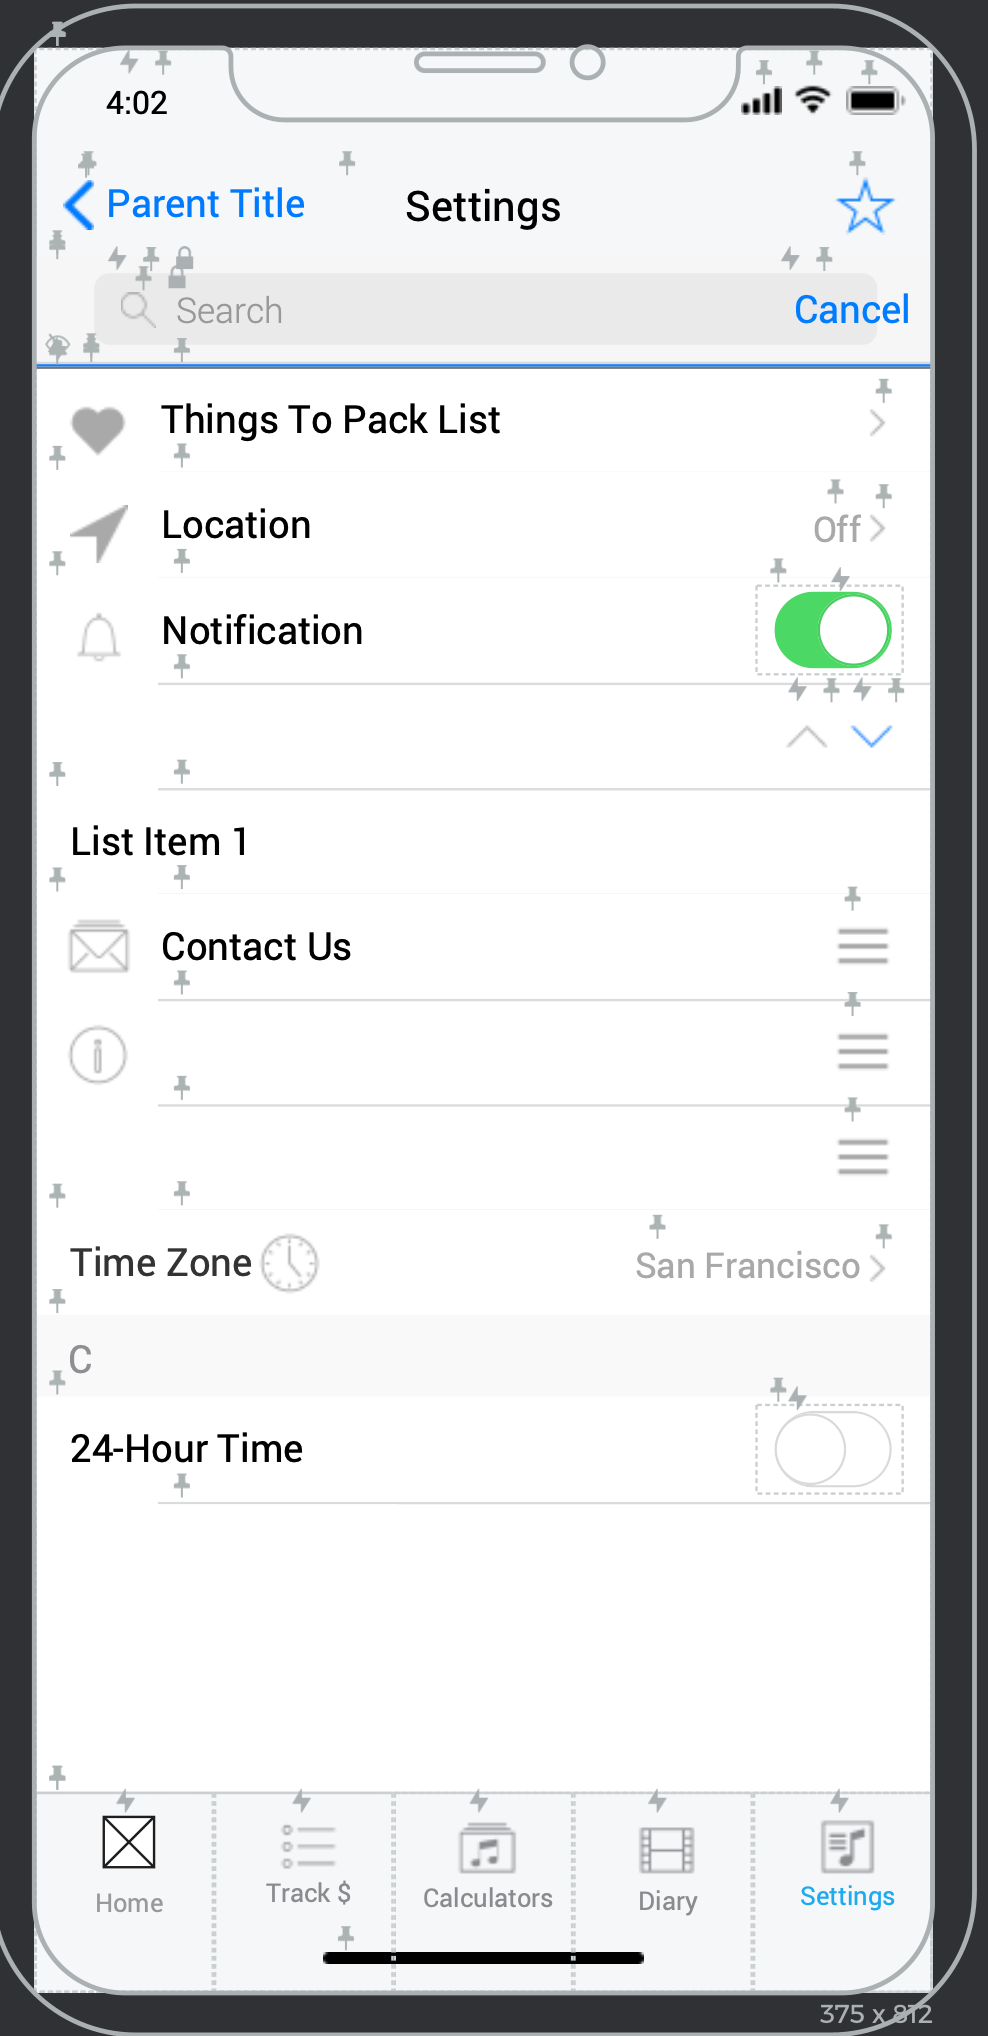 4:02
Parent Title
Settings
Search
Cancel
Things To Pack List
Location
Off
Notification
List Item 1
Contact Us
Time Zone
San Francisco
C
24-Hour Time
Home
Track $
Calculators
Diary
Settings
375 x 812